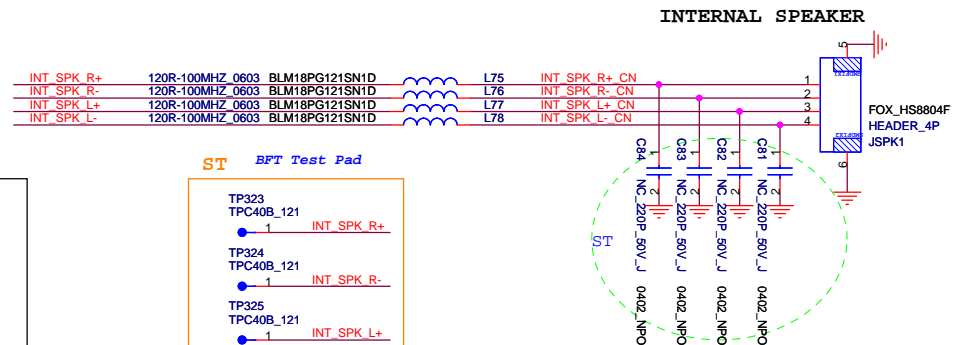 INTERNAL SPEAKER
5
INT_SPK_R+ 120R-100MHZ_0603 BLM18PG121SN1D L75 INT_SPK_R+_CN 1
INT_SPK_R- 120R-100MHZ_0603 BLM18PG121SN1D L76 INT_SPK_R-_CN 2
INT_SPK_L+ 120R-100MHZ_0603 BLM18PG121SN1D L77 INT_SPK_L+_CN 3
INT_SPK_L- 120R-100MHZ_0603 BLM18PG121SN1D L78 INT_SPK_L-_CN 4
FOX_HS8804F
HEADER_4P
JSPK1
6
ST BFT Test Pad
TP323
TPC40B_121
1 INT_SPK_R+
TP324
TPC40B_121
1 INT_SPK_R-
TP325
TPC40B_121
1 INT_SPK_L+
ST
C84 1 2 NC_220P_50V_J 0402_NPO
C83 1 2 NC_220P_50V_J 0402_NPO
C82 1 2 NC_220P_50V_J 0402_NPO
C81 1 2 NC_220P_50V_J 0402_NPO